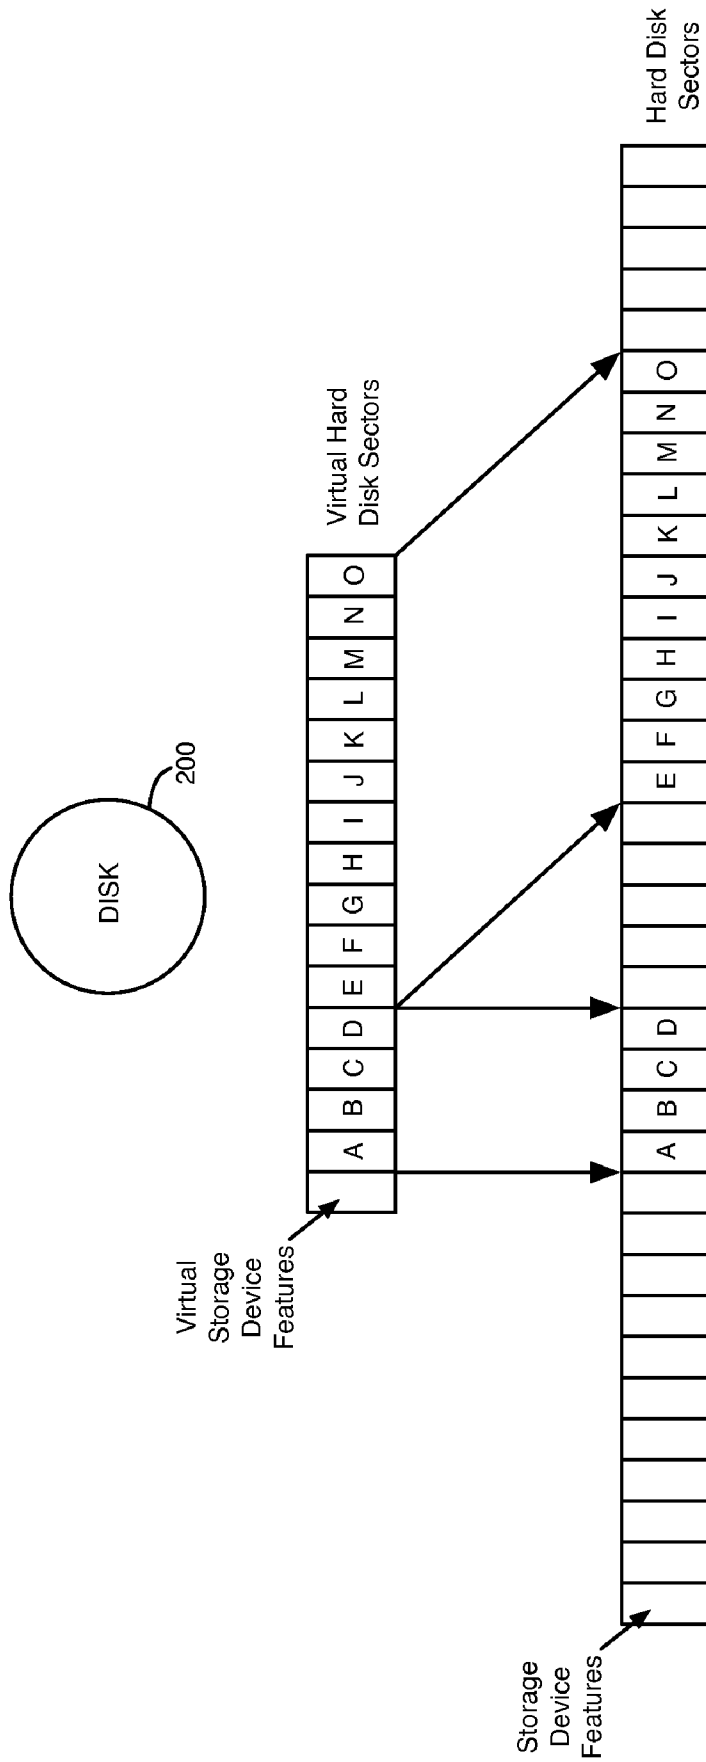 DISK
200
Virtual Hard
Disk Sectors
Virtual
Storage
Device
Features
A B C D E F G H I J K L M N O
Hard Disk
Sectors
Storage
Device
Features
A B C D E F G H I J K L M N O